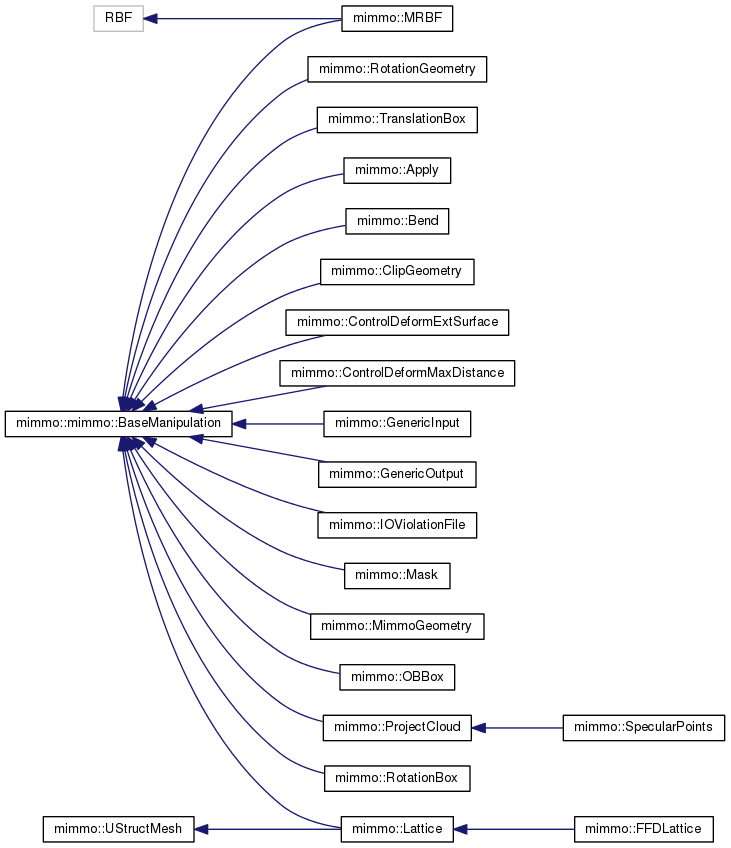 RBF
mimmo::MRBF
mimmo::RotationGeometry
mimmo::TranslationBox
mimmo::Apply
mimmo::Bend
mimmo::ClipGeometry
mimmo::ControlDeformExtSurface
mimmo::ControlDeformMaxDistance
mimmo::mimmo::BaseManipulation
mimmo::GenericInput
mimmo::GenericOutput
mimmo::IOViolationFile
mimmo::Mask
mimmo::MimmoGeometry
mimmo::OBBox
mimmo::ProjectCloud
mimmo::SpecularPoints
mimmo::RotationBox
mimmo::UStructMesh
mimmo::Lattice
mimmo::FFDLattice